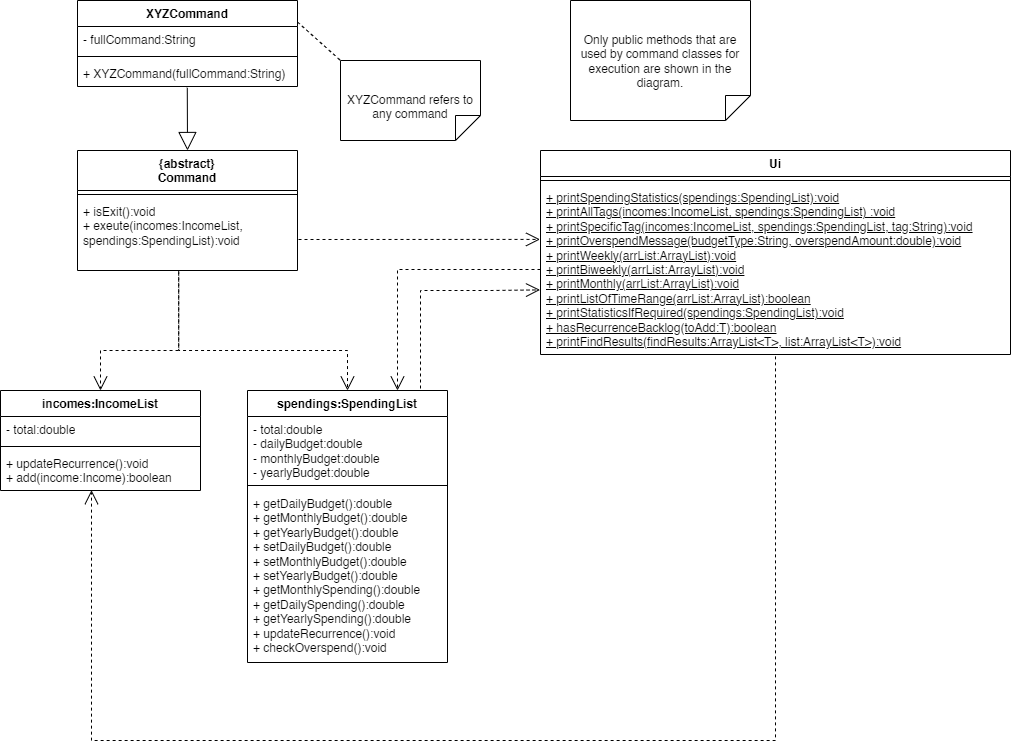 XYZCommand
- fullCommand:String
+ XYZCommand(fullCommand:String)
XYZCommand refers to
any command
Only public methods that are
used by command classes for
execution are shown in the
diagram.
{abstract}
Command
+ isExit():void
+ exeute(incomes:IncomeList,
spendings:SpendingList):void
Ui
+ printSpendingStatistics(spendings:SpendingList):void
+ printAllTags(incomes:IncomeList, spendings:SpendingList) :void
+ printSpecificTag(incomes:IncomeList, spendings:SpendingList, tag:String):void
+ printOverspendMessage(budgetType:String, overspendAmount:double):void
+ printWeekly(arrList:ArrayList):void
+ printBiweekly(arrList:ArrayList):void
+ printMonthly(arrList:ArrayList):void
+ printListOfTimeRange(arrList:ArrayList):boolean
+ printStatisticsIfRequired(spendings:SpendingList):void
+ hasRecurrenceBacklog(toAdd:T):boolean
+ printFindResults(findResults:ArrayList<T>, list:ArrayList<T>):void
incomes:IncomeList
- total:double
+ updateRecurrence():void
+ add(income:Income):boolean
spendings:SpendingList
- total:double
- dailyBudget:double
- monthlyBudget:double
- yearlyBudget:double
+ getDailyBudget():double
+ getMonthlyBudget():double
+ getYearlyBudget():double
+ setDailyBudget():double
+ setMonthlyBudget():double
+ setYearlyBudget():double
+ getMonthlySpending():double
+ getDailySpending():double
+ getYearlySpending():double
+ updateRecurrence():void
+ checkOverspend():void